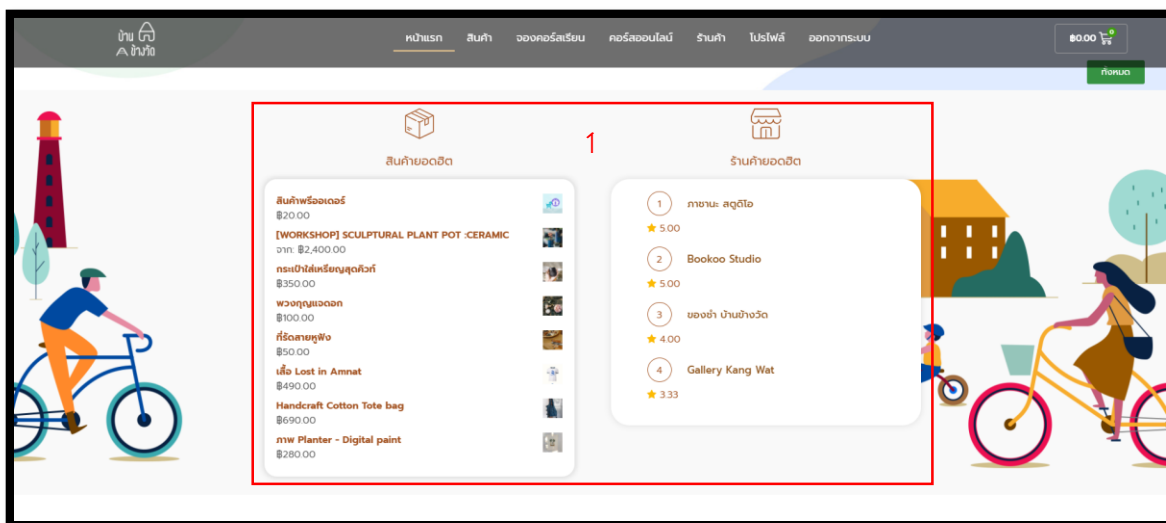 บ้าน
ข้างวัด
หน้าแรก
สินค้า
จองคอร์สเรียน
คอร์สออนไลน์
ร้านค้า
โปรไฟล์
ออกจากระบบ
฿0.00
0
ทั้งหมด
1
สินค้ายอดฮิต
สินค้าพรีออเดอร์
฿20.00
[WORKSHOP] SCULPTURAL PLANT POT :CERAMIC
จาก: ฿2,400.00
กระเป๋าใส่เหรียญสุดคิวท์
฿350.00
พวงกุญแจดอก
฿100.00
ที่รัดสายหูฟัง
฿50.00
เสื้อ Lost in Amnat
฿490.00
Handcraft Cotton Tote bag
฿690.00
ภาพ Planter - Digital paint
฿280.00
ร้านค้ายอดฮิต
1 ภาชานะ สตูดิโอ
5.00
2 Bookoo Studio
5.00
3 ของชำ บ้านข้างวัด
4.00
4 Gallery Kang Wat
3.33